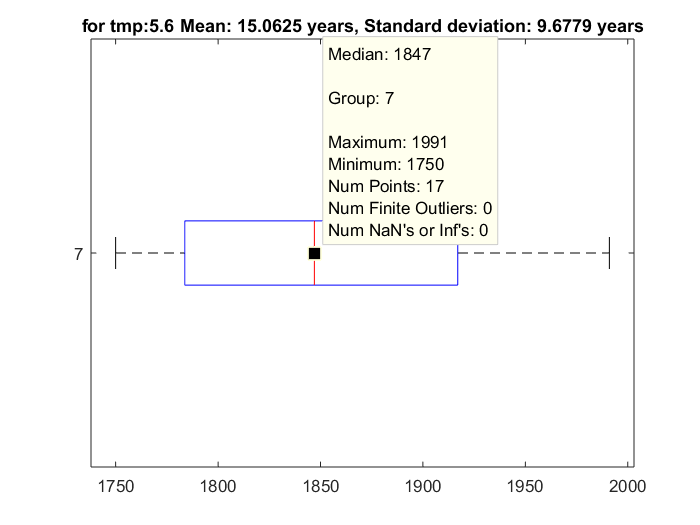 for tmp:5.6 Mean: 15.0625 years, Standard deviation: 9.6779 years
Median: 1847
Group: 7
Maximum: 1991
Minimum: 1750
Num Points: 17
Num Finite Outliers: 0
Num NaN's or Inf's: 0
7
1750 1800 1850 1900 1950 2000